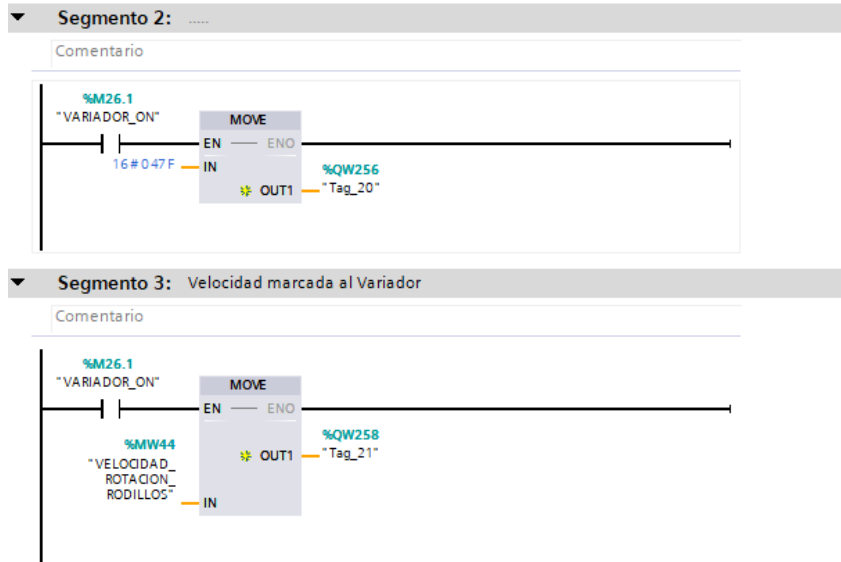 Segmento 2: .....
Comentario
%M26.1
"VARIADOR_ON"
MOVE
EN ENO
16#047F IN
%QW256
OUT1 "Tag_20"
Segmento 3: Velocidad marcada al Variador
Comentario
%M26.1
"VARIADOR_ON"
MOVE
EN ENO
%QW258
OUT1 "Tag_21"
%MW44
"VELOCIDAD_
ROTACION_
RODILLOS"
IN